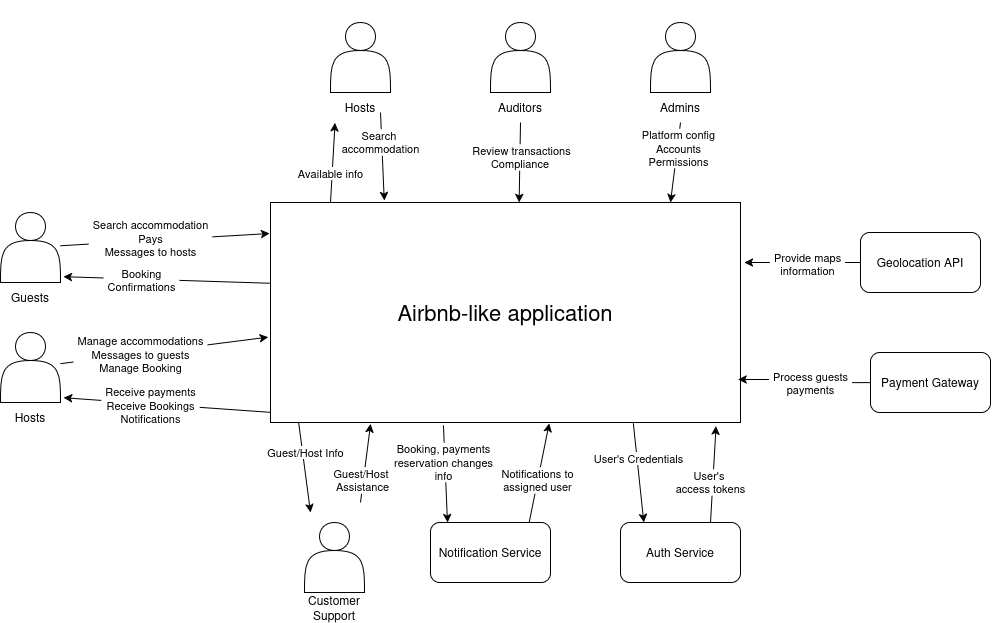 Hosts
Auditors
Admins
Search
accommodation
Available info
Review transactions
Compliance
Platform config
Accounts
Permissions
Search accommodation
Pays
Messages to hosts
Booking
Confirmations
Guests
Manage accommodations
Messages to guests
Manage Booking
Receive payments
Receive Bookings
Notifications
Hosts
Airbnb-like application
Provide maps
information
Geolocation API
Process guests
payments
Payment Gateway
Guest/Host Info
Guest/Host
Assistance
Booking, payments
reservation changes
info
Notifications to
assigned user
User's Credentials
User's
access tokens
Customer
Support
Notification Service
Auth Service